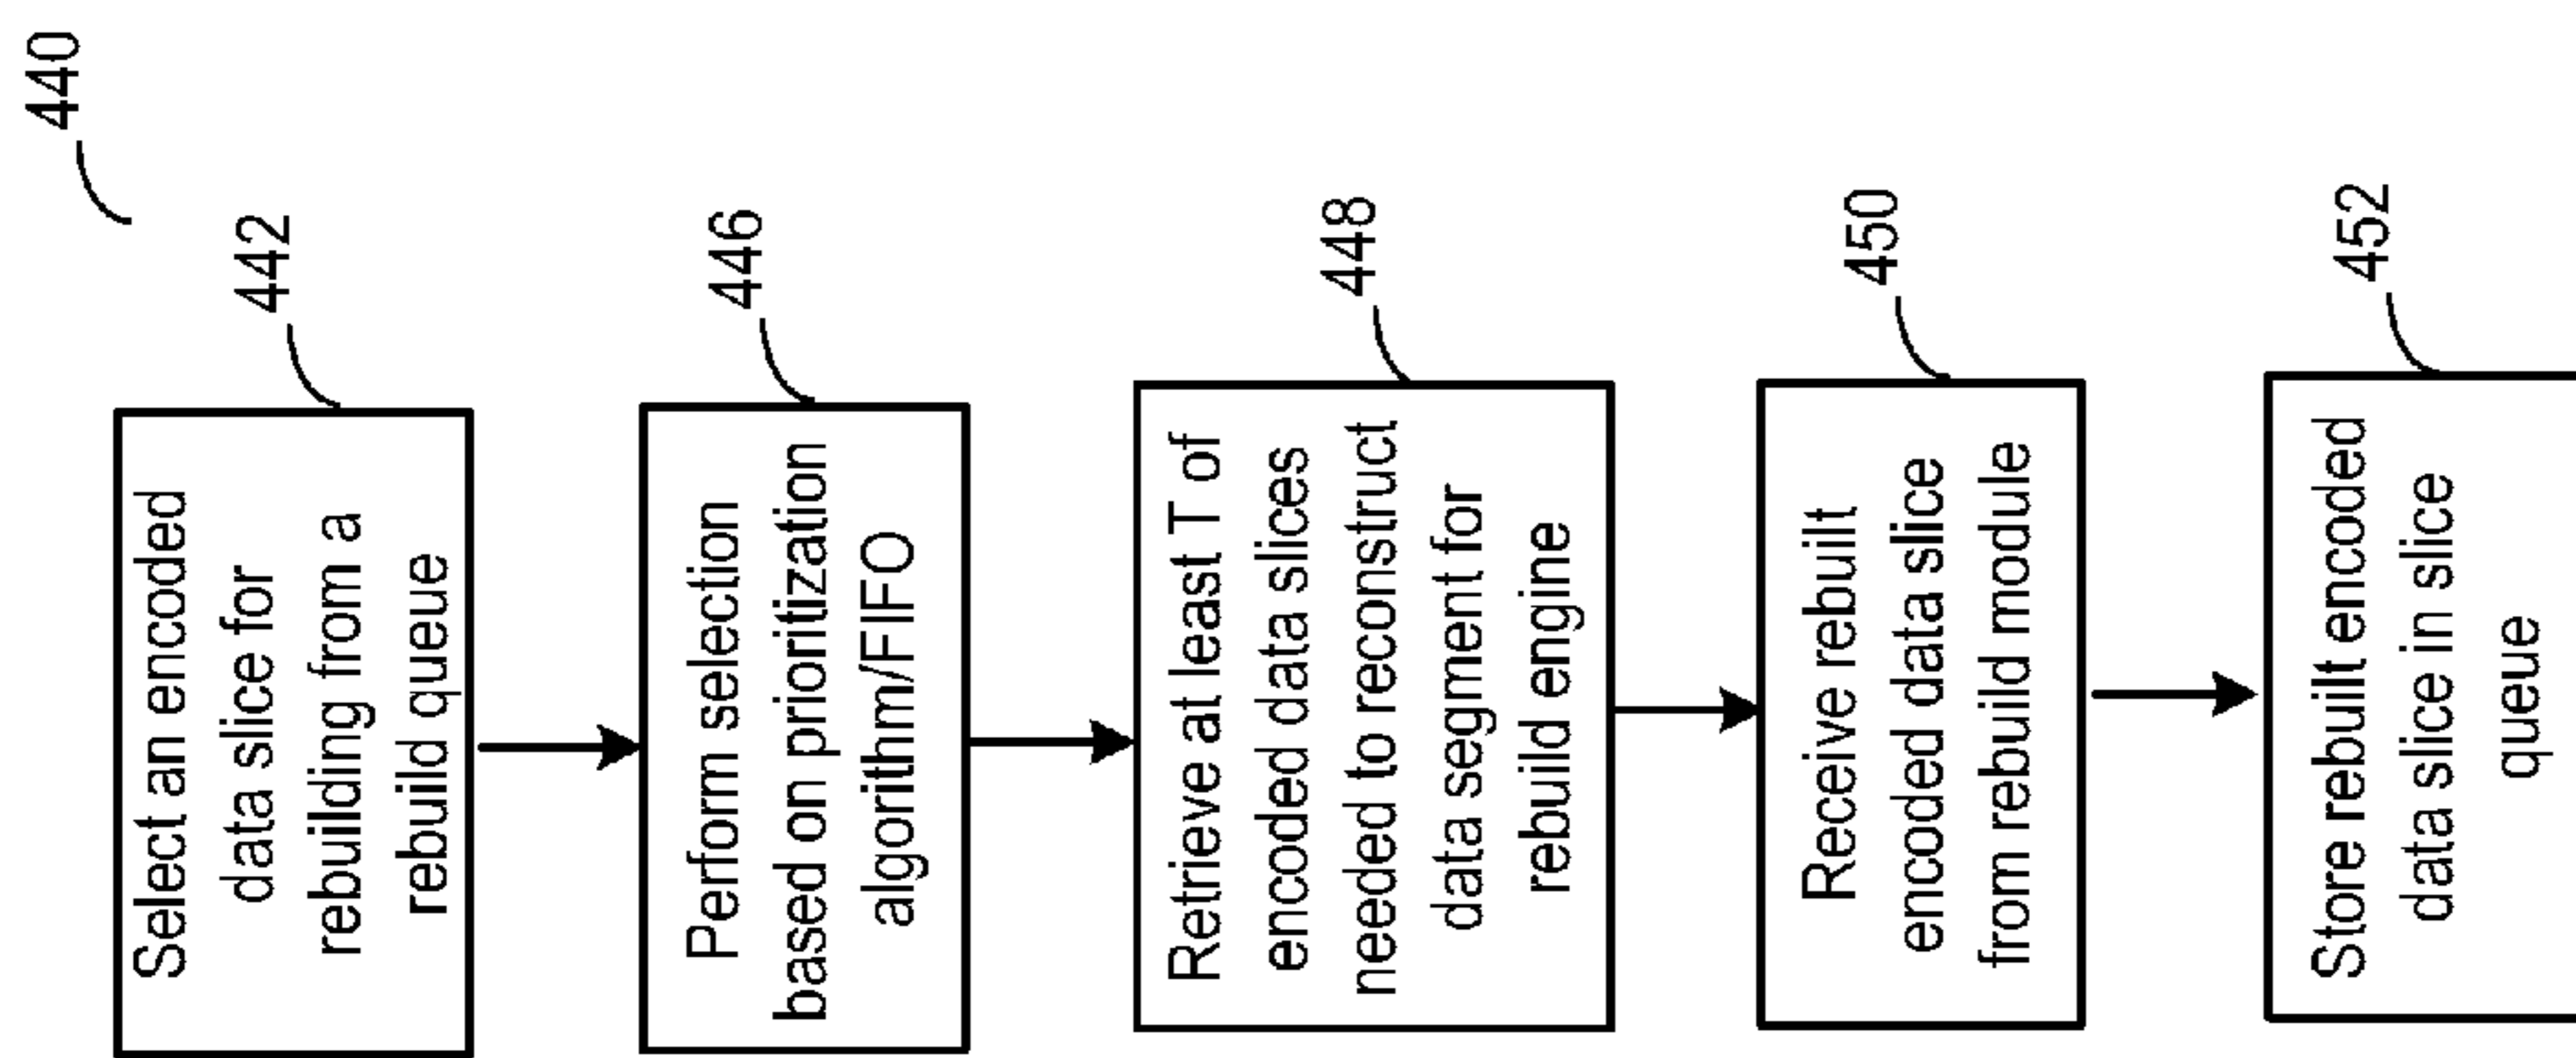 440
442
Select an encoded
data slice for
rebuilding from a
rebuild queue
446
Perform selection
based on prioritization
algorithm/FIFO
448
Retrieve at least T of
encoded data slices
needed to reconstruct
data segment for
rebuild engine
450
Receive rebuilt
encoded data slice
from rebuild module
452
Store rebuilt encoded
data slice in slice
queue